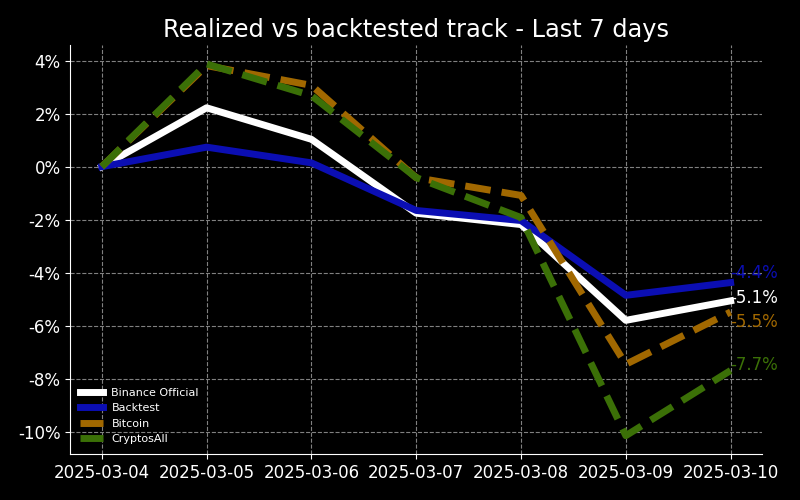 Realized vs backtested track - Last 7 days
4%
2%
0%
-2%
-4%
-6%
-8%
-10%
-4.4%
-5.1%
-5.5%
-7.7%
Binance Official
Backtest
Bitcoin
CryptosAll
2025-03-04 2025-03-05 2025-03-06 2025-03-07 2025-03-08 2025-03-09 2025-03-10